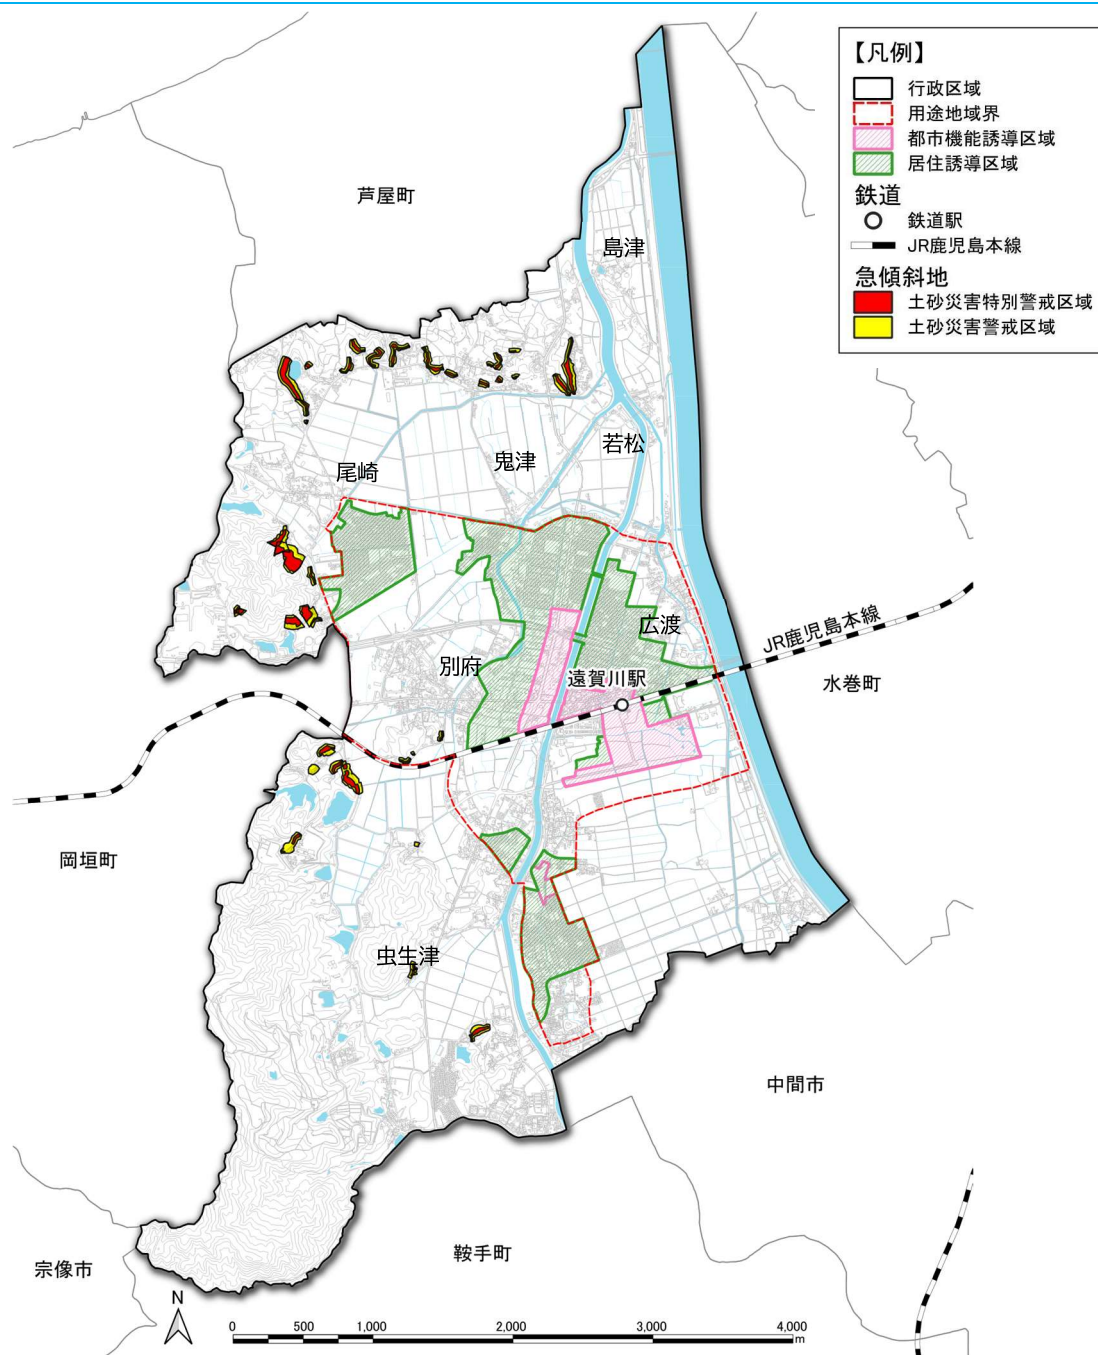 【凡例】
行政区域
用途地域界
都市機能誘導区域
居住誘導区域
鉄道
鉄道駅
JR鹿児島本線
急傾斜地
土砂災害特別警戒区域
土砂災害警戒区域
芦屋町
島津
若松
鬼津
尾崎
広渡
JR鹿児島本線
別府
遠賀川駅
水巻町
岡垣町
虫生津
中間市
鞍手町
宗像市
N
0 500 1,000 2,000 3,000 4,000
m